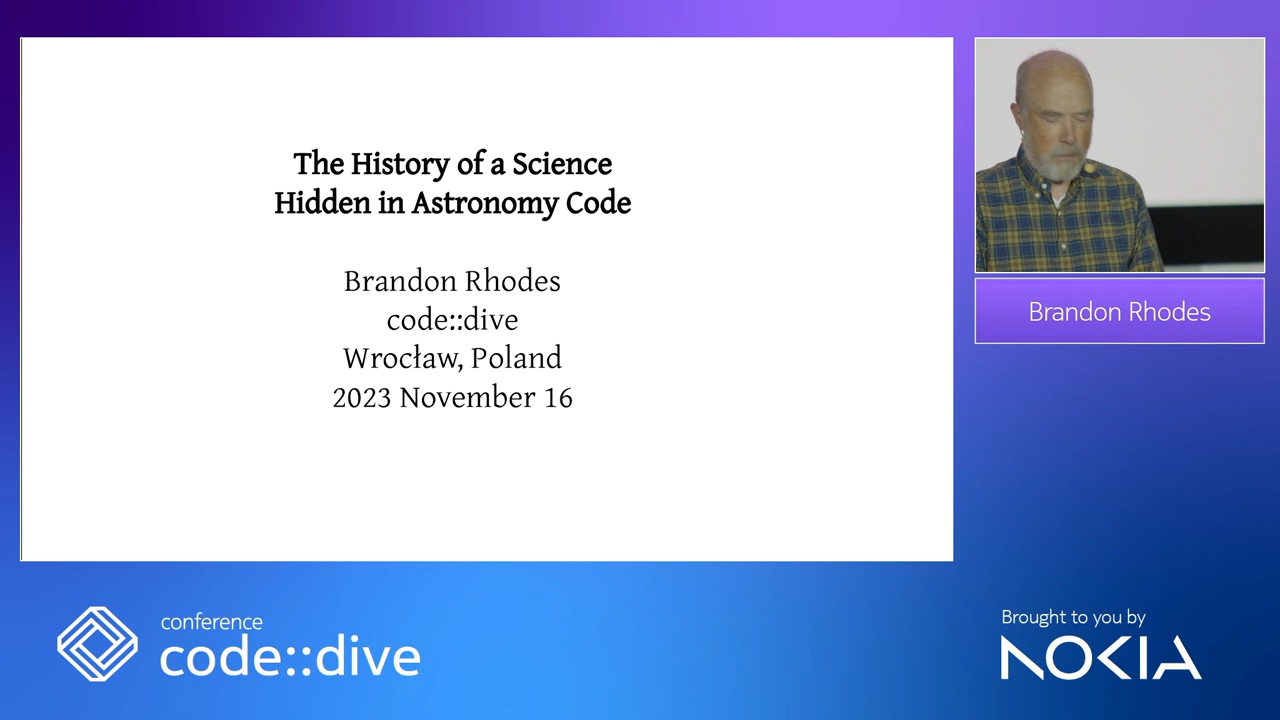 The History of a Science
Hidden in Astronomy Code
Brandon Rhodes
code::dive
Wrocław, Poland
2023 November 16
Brandon Rhodes
conference
code::dive
Brought to you by
NOKIA